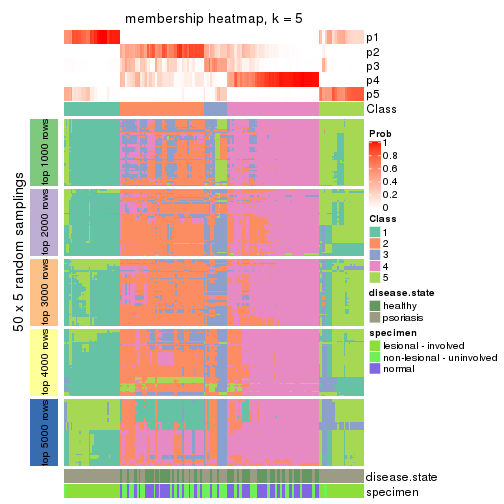 membership heatmap, k = 5
p1
p2
p3
p4
p5
Class
50 x 5 random samplings
top 1000 rows
top 2000 rows
top 3000 rows
top 4000 rows
top 5000 rows
disease.state
specimen
Prob
1
0.8
0.6
0.4
0.2
0
Class
1
2
3
4
5
disease.state
healthy
psoriasis
specimen
lesional - involved
non-lesional - uninvolved
normal